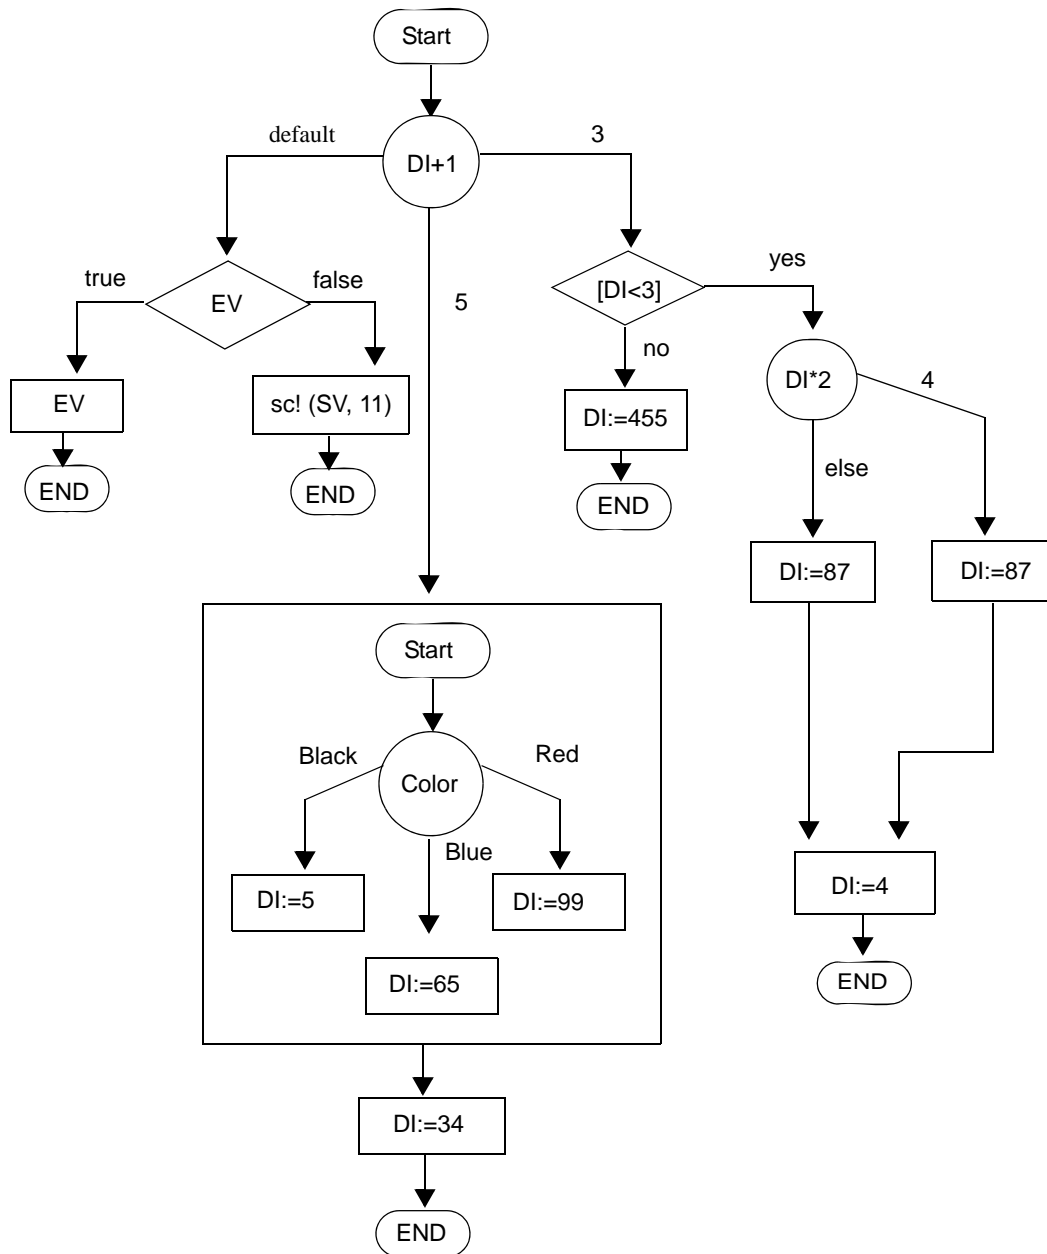 Start
default
3
DI+1
true
EV
false
5
[DI<3]
yes
no
DI*2
4
EV
sc! (SV, 11)
DI:=455
else
END
END
END
DI:=87
DI:=87
Start
Black
Color
Red
Blue
DI:=5
DI:=99
DI:=4
DI:=65
END
DI:=34
END